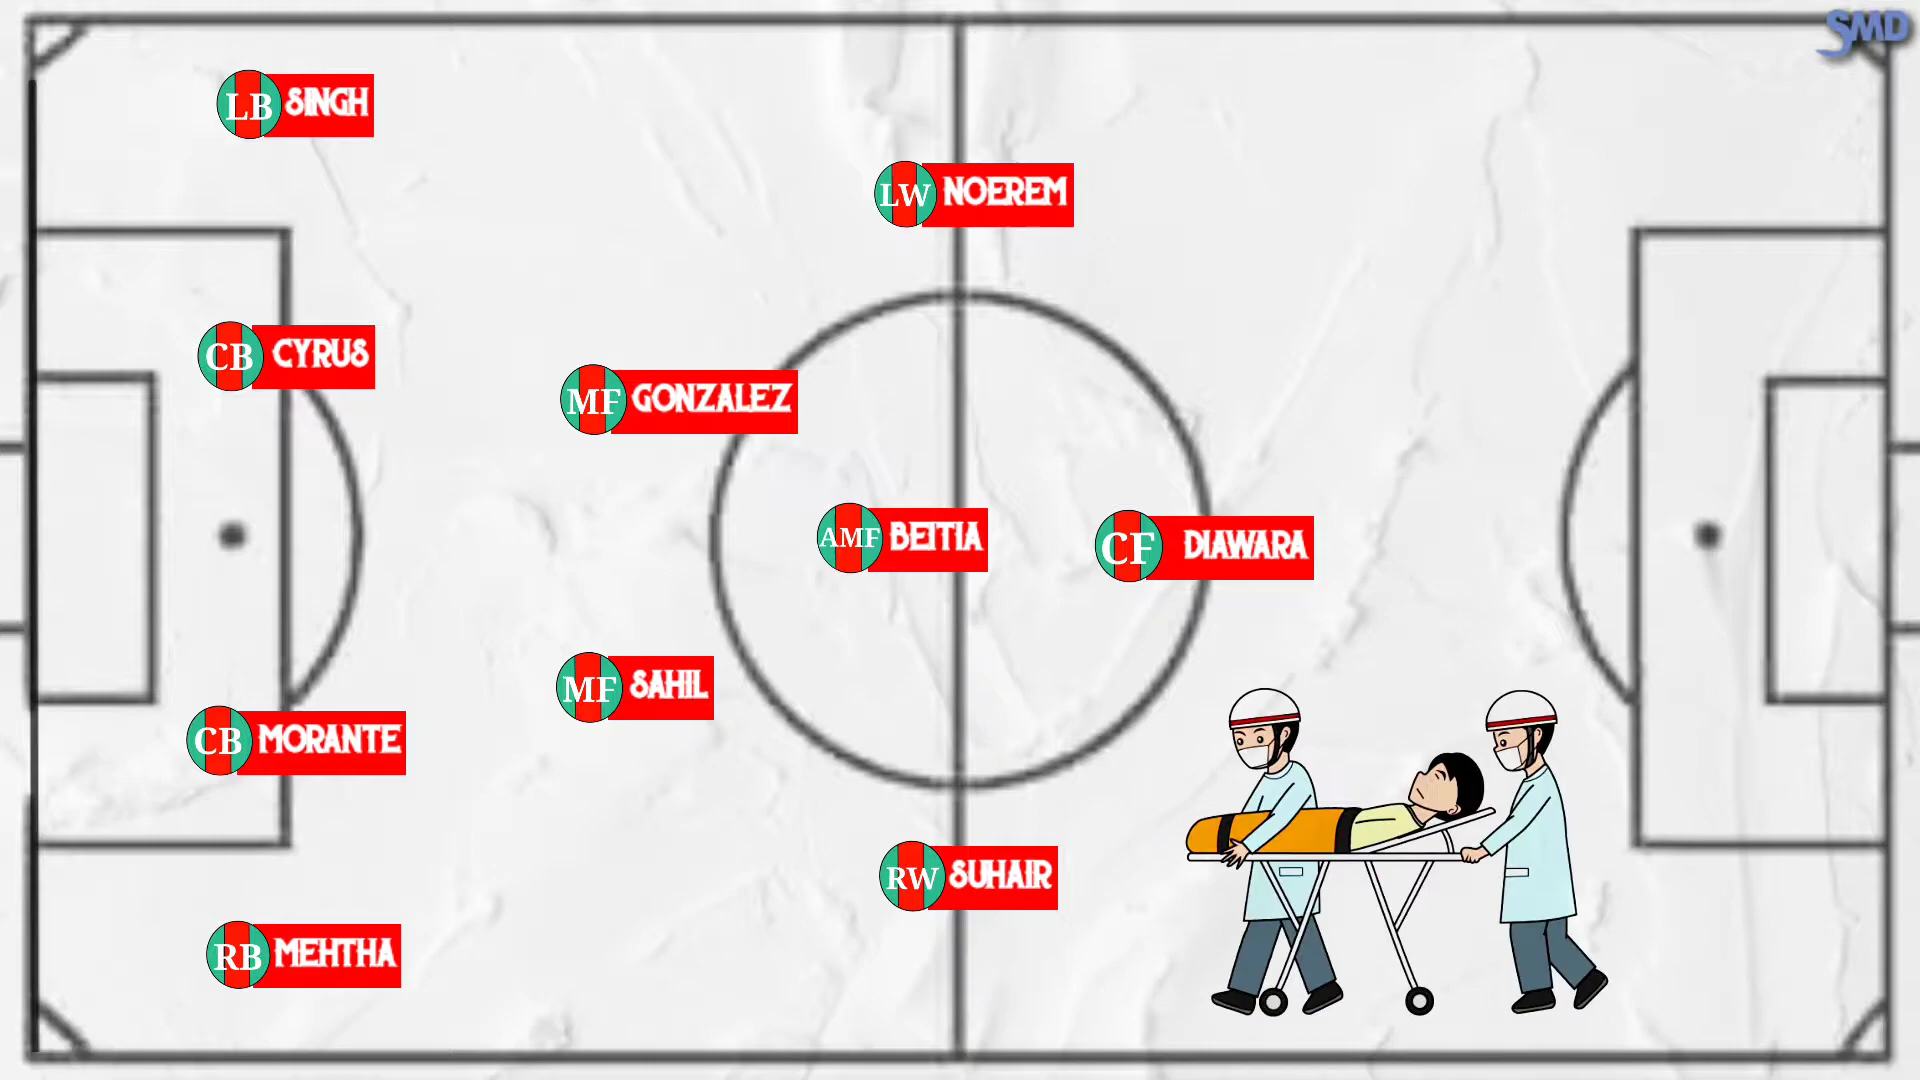 SMD
LB SINGH
LW NOEREM
CB CYRUS
MF GONZALEZ
AMF BEITIA
CF DIAWARA
MF SAHIL
CB MORANTE
RW SUHAIR
RB MEHTHA